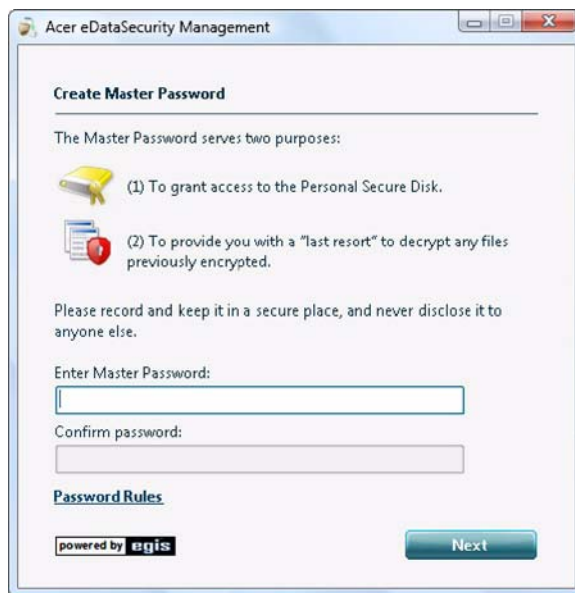 Acer eDataSecurity Management
Create Master Password
The Master Password serves two purposes:
(1) To grant access to the Personal Secure Disk.
(2) To provide you with a "last resort" to decrypt any files
previously encrypted.
Please record and keep it in a secure place, and never disclose it to
anyone else.
Enter Master Password:
Confirm password:
Password Rules
powered by egis
Next